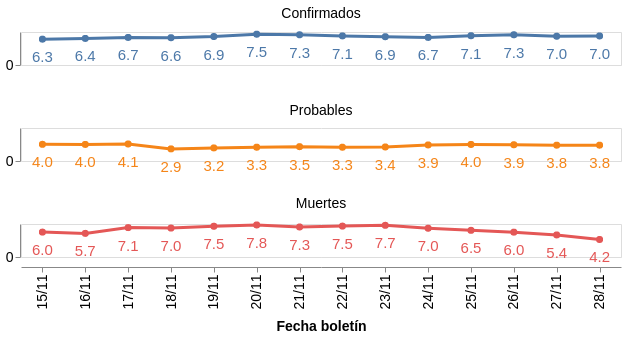 Confirmados
0
6.3 6.4 6.7 6.6 6.9 7.5 7.3 7.1 6.9 6.7 7.1 7.3 7.0 7.0
Probables
0
4.0 4.0 4.1 2.9 3.2 3.3 3.5 3.3 3.4 3.9 4.0 3.9 3.8 3.8
Muertes
0
6.0 5.7 7.1 7.0 7.5 7.8 7.3 7.5 7.7 7.0 6.5 6.0 5.4 4.2
15/11 16/11 17/11 18/11 19/11 20/11 21/11 22/11 23/11 24/11 25/11 26/11 27/11 28/11
Fecha boletín